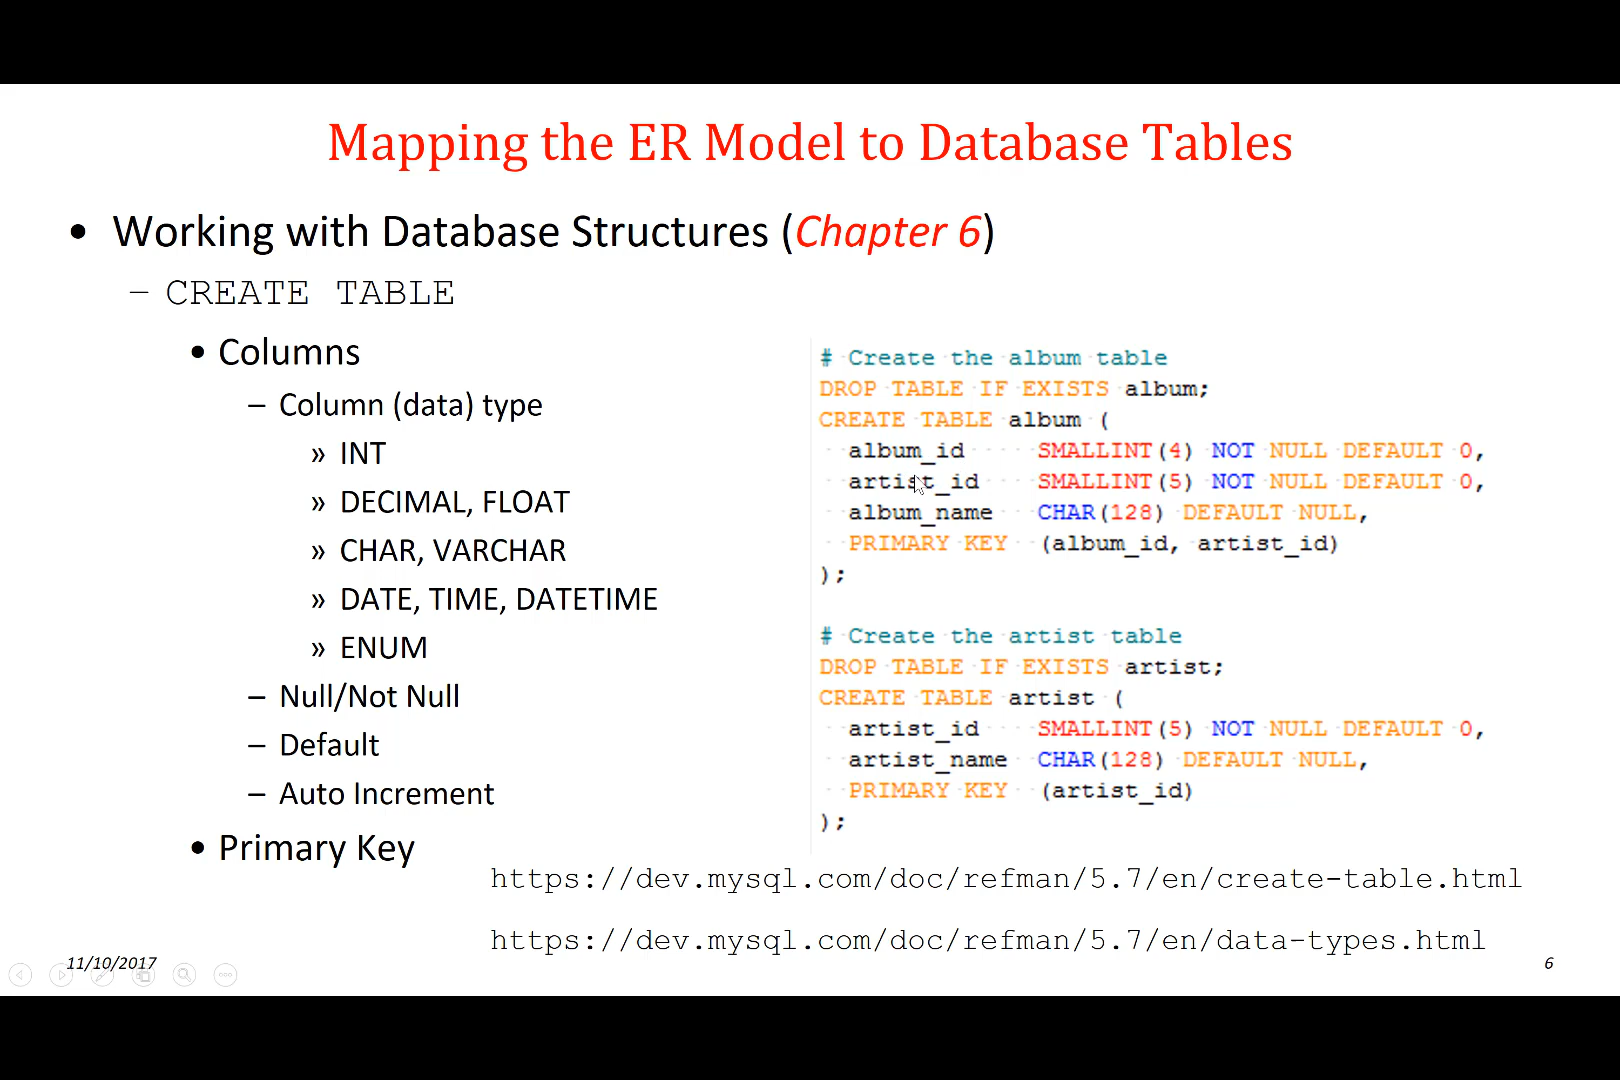 Mapping the ER Model to Database Tables
• Working with Database Structures (Chapter 6)
– CREATE TABLE
• Columns
– Column (data) type
» INT
» DECIMAL, FLOAT
» CHAR, VARCHAR
» DATE, TIME, DATETIME
» ENUM
– Null/Not Null
– Default
– Auto Increment
• Primary Key
# Create the album table
DROP TABLE IF EXISTS album;
CREATE TABLE album (
  album_id     SMALLINT(4) NOT NULL DEFAULT 0,
  artist_id    SMALLINT(5) NOT NULL DEFAULT 0,
  album_name   CHAR(128) DEFAULT NULL,
  PRIMARY KEY  (album_id, artist_id)
);
# Create the artist table
DROP TABLE IF EXISTS artist;
CREATE TABLE artist (
  artist_id    SMALLINT(5) NOT NULL DEFAULT 0,
  artist_name  CHAR(128) DEFAULT NULL,
  PRIMARY KEY  (artist_id)
);
https://dev.mysql.com/doc/refman/5.7/en/create-table.html
https://dev.mysql.com/doc/refman/5.7/en/data-types.html
11/10/2017
6